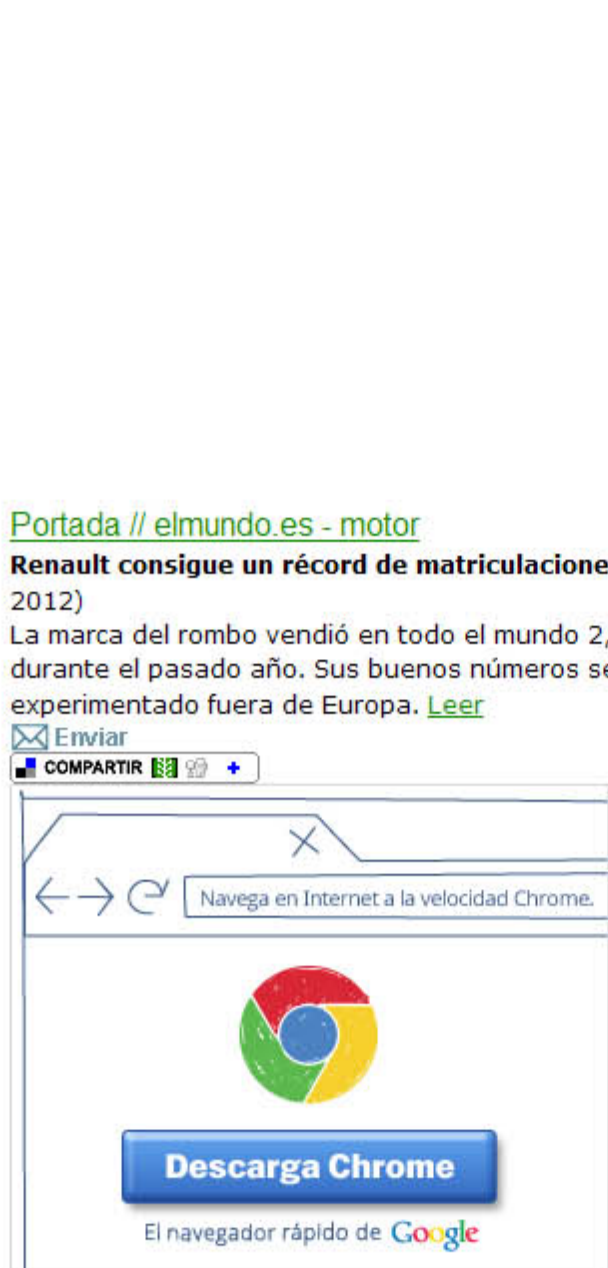 Portada // elmundo.es - motor
Renault consigue un récord de matriculacione
2012)
La marca del rombo vendió en todo el mundo 2,
durante el pasado año. Sus buenos números se
experimentado fuera de Europa. Leer
Enviar
COMPARTIR
Navega en Internet a la velocidad Chrome.
Descarga Chrome
El navegador rápido de Google